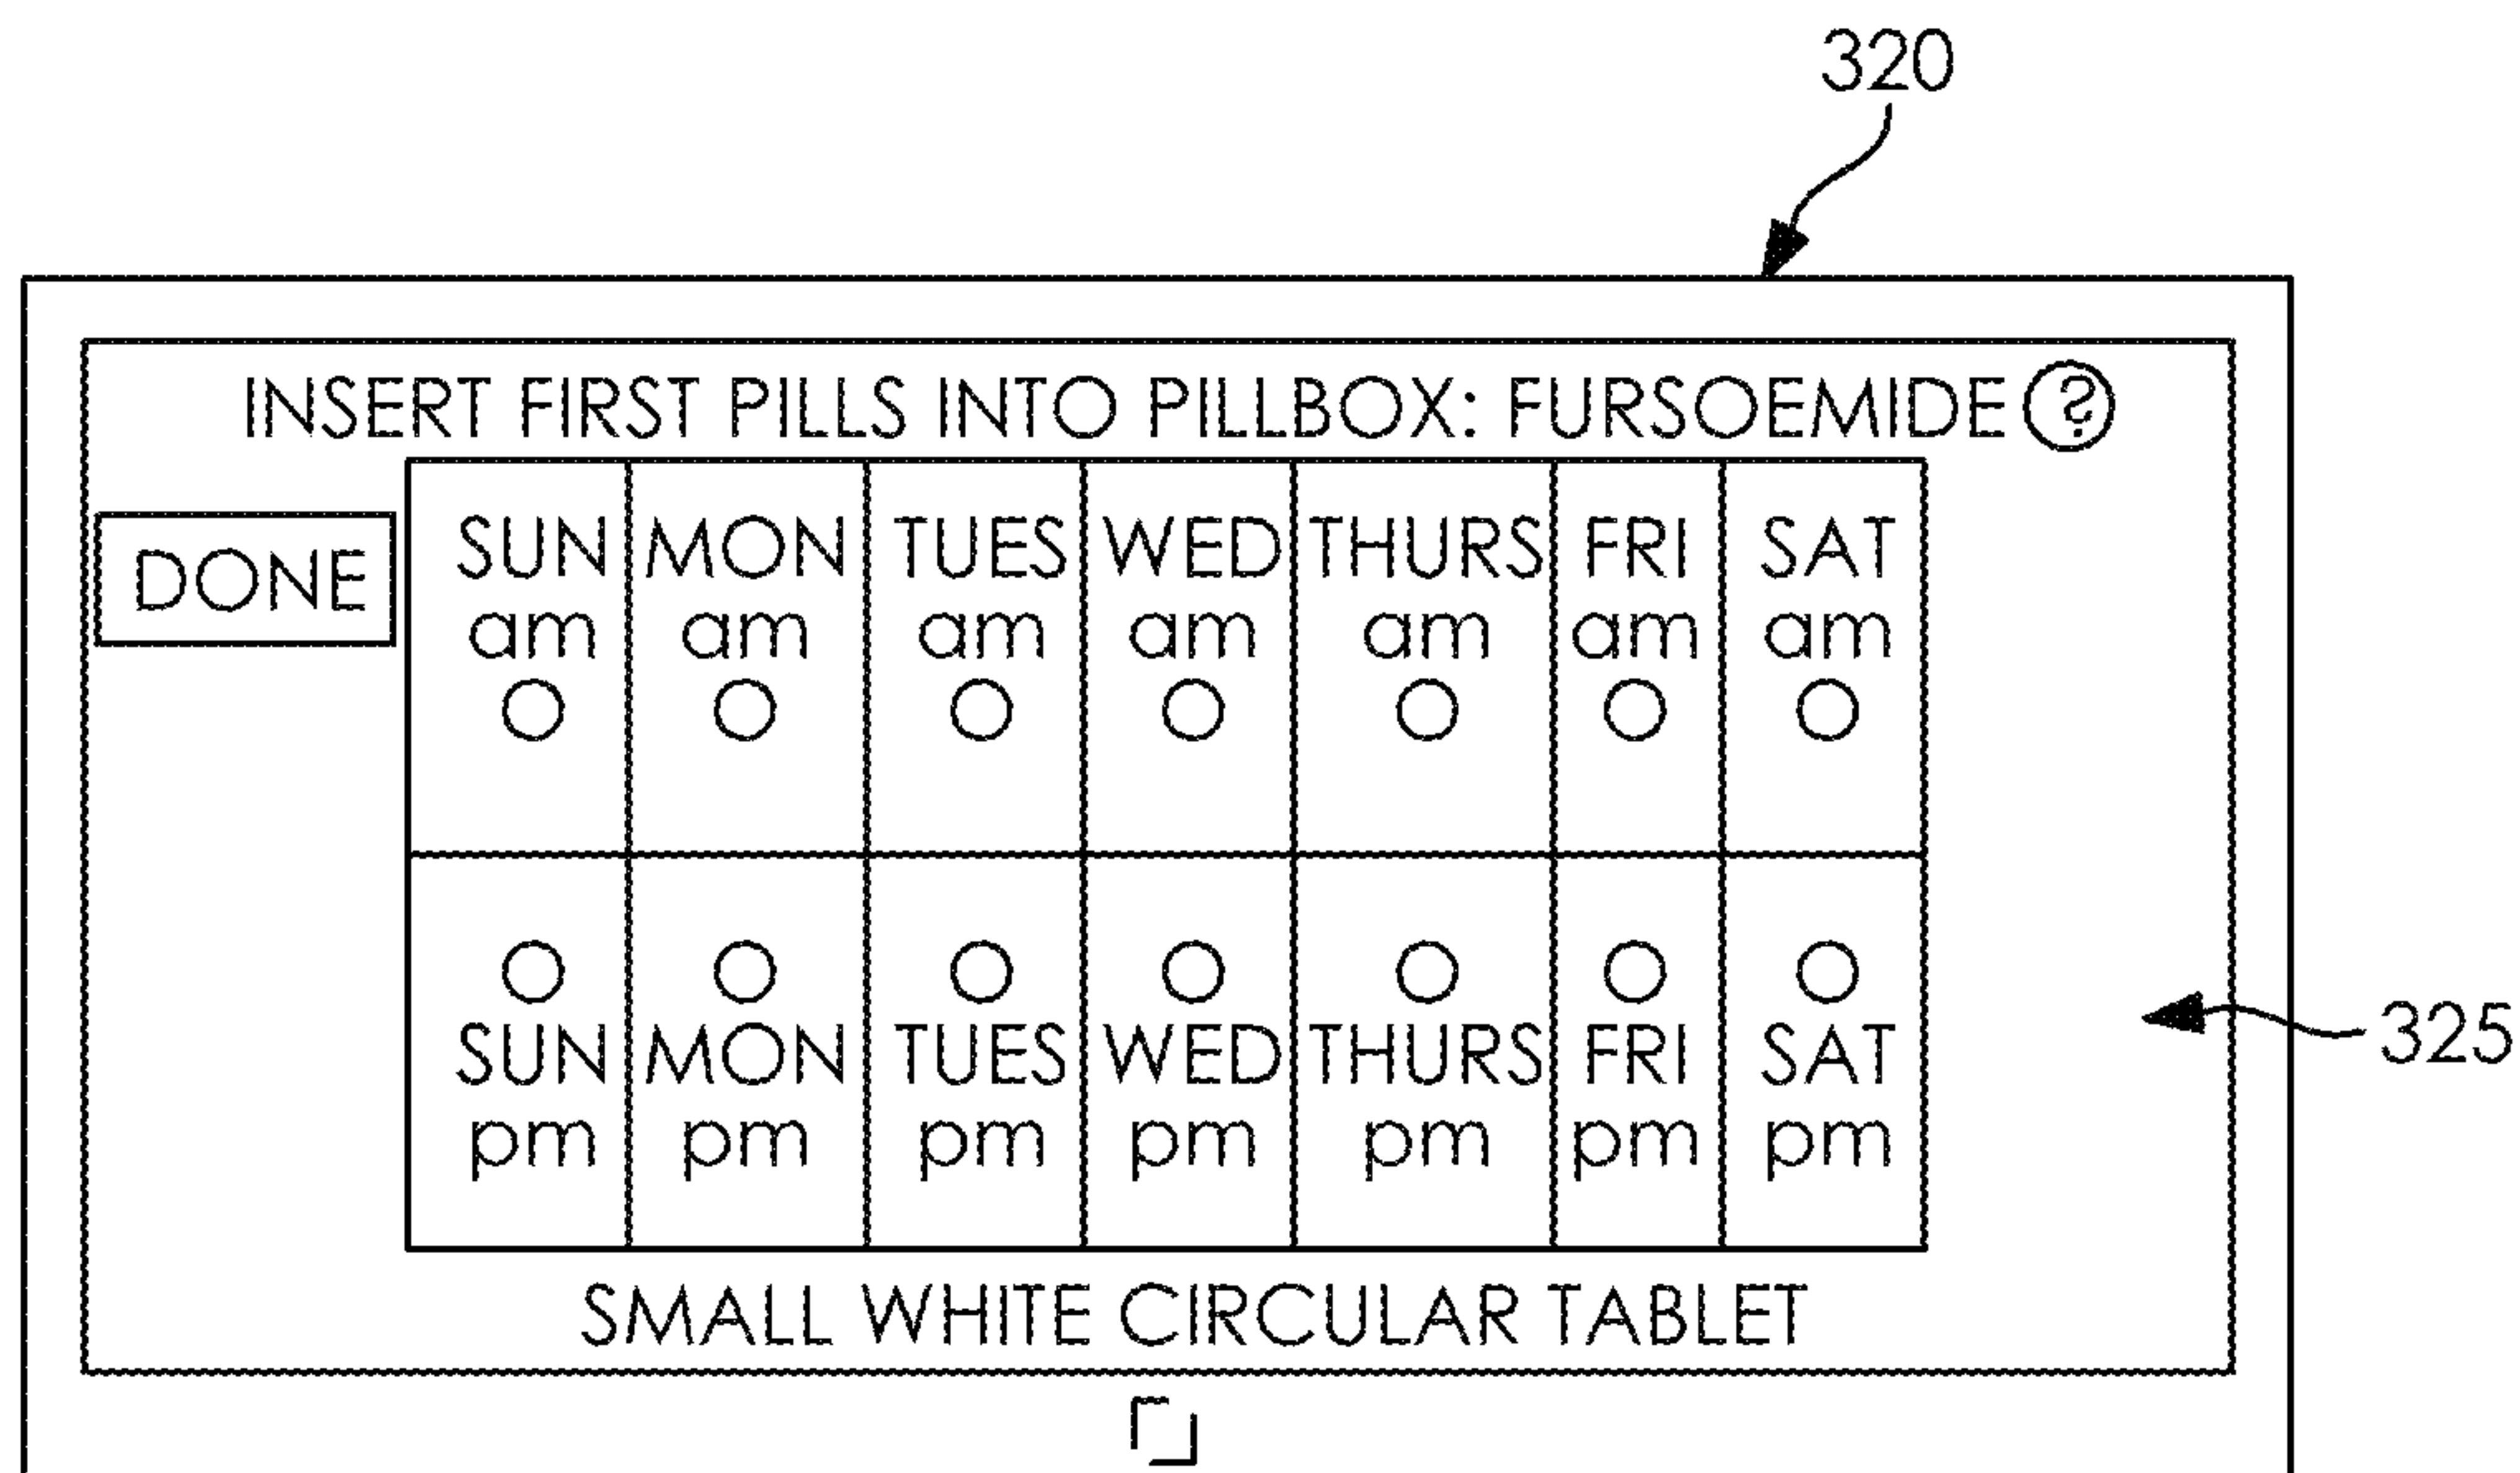 320
INSERT FIRST PILLS INTO PILLBOX: FURSOEMIDE ?
DONE
SUN MON TUES WED THURS FRI SAT
am am am am am am am
SUN MON TUES WED THURS FRI SAT
pm pm pm pm pm pm pm
325
SMALL WHITE CIRCULAR TABLET